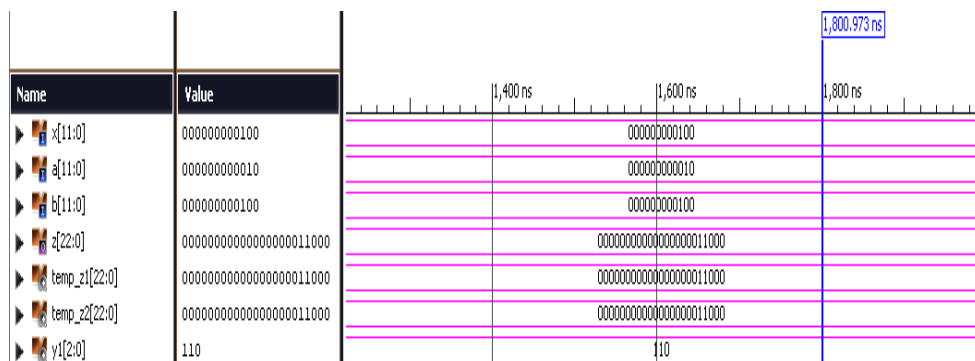 1,800.973 ns
Name Value 1,400 ns 1,600 ns 1,800 ns
x[11:0] 000000000100 000000000100
a[11:0] 000000000010 000000000010
b[11:0] 000000000100 000000000100
z[22:0] 00000000000000000011000 00000000000000000011000
temp_z1[22:0] 00000000000000000011000 00000000000000000011000
temp_z2[22:0] 00000000000000000011000 00000000000000000011000
y1[2:0] 110 110